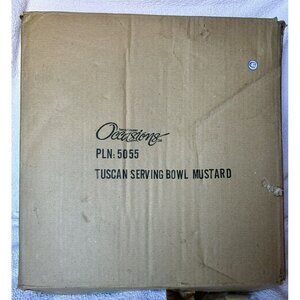 Occasions
PLN: 5055
TUSCAN SERVING BOWL MUSTARD